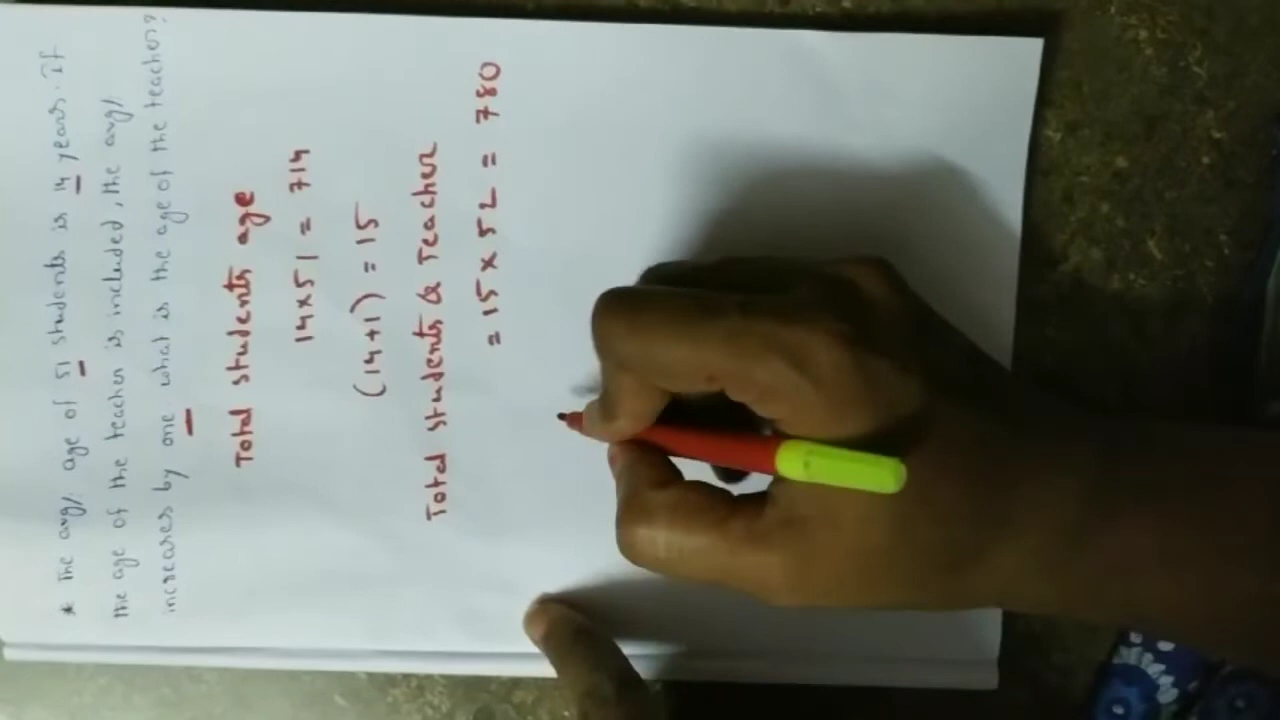 * The avg/. age of 51 students is 14 years. If
the age of the teacher is included, the avg/.
increases by one. what is the age of the teacher?
Total students age
14 x 51 = 714
(14+1) = 15
Total students & Teacher
= 15 x 52 = 780